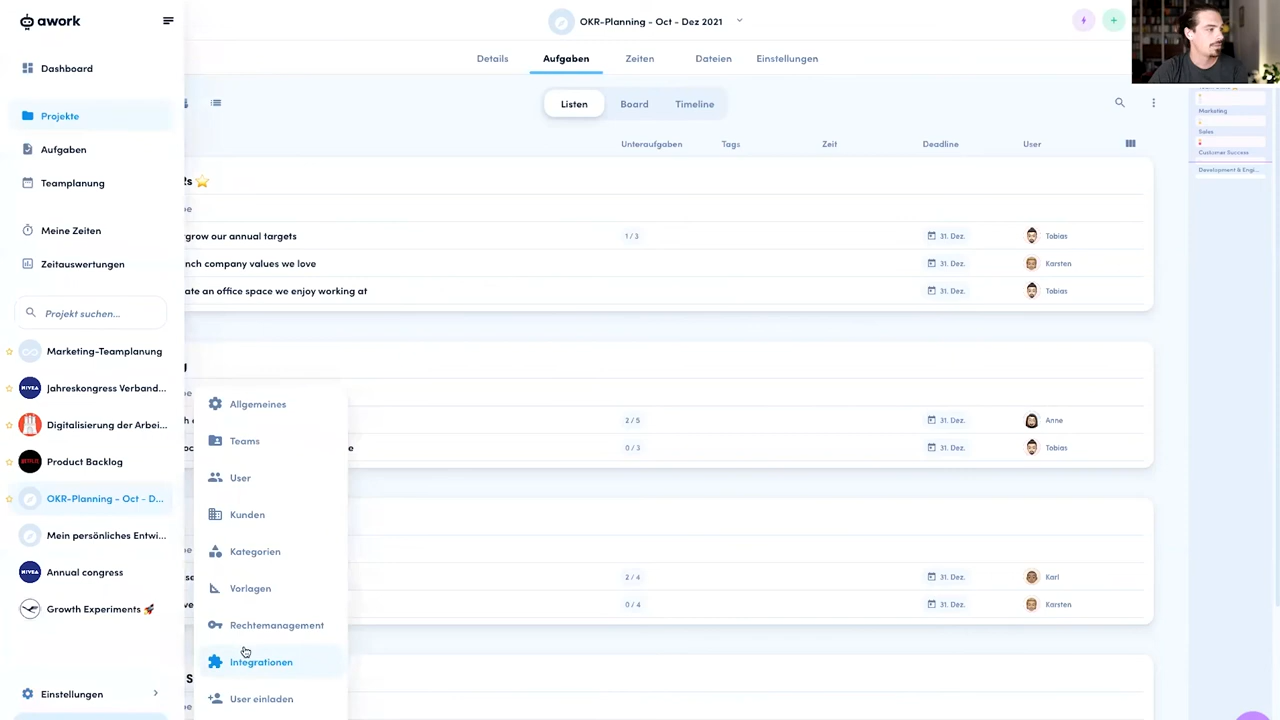 awork
OKR-Planning - Oct - Dez 2021
Dashboard
Details
Aufgaben
Zeiten
Dateien
Einstellungen
Projekte
Aufgaben
Teamplanung
Meine Zeiten
Zeitauswertungen
Projekt suchen...
Marketing-Teamplanung
Jahreskongress Verband...
Digitalisierung der Arbei...
Product Backlog
OKR-Planning - Oct - D...
Mein persönliches Entwi...
Annual congress
Growth Experiments 🚀
Einstellungen
Listen
Board
Timeline
Unteraufgaben
Tags
Zeit
Deadline
User
grow our annual targets
1 / 3
31. Dez.
Tobias
nch company values we love
31. Dez.
Karsten
ate an office space we enjoy working at
31. Dez.
Tobias
2 / 5
31. Dez.
Anne
0 / 3
31. Dez.
Tobias
2 / 4
31. Dez.
Karl
0 / 4
31. Dez.
Karsten
Allgemeines
Teams
User
Kunden
Kategorien
Vorlagen
Rechtemanagement
Integrationen
User einladen
Marketing
Sales
Customer Success
Development & Engi...